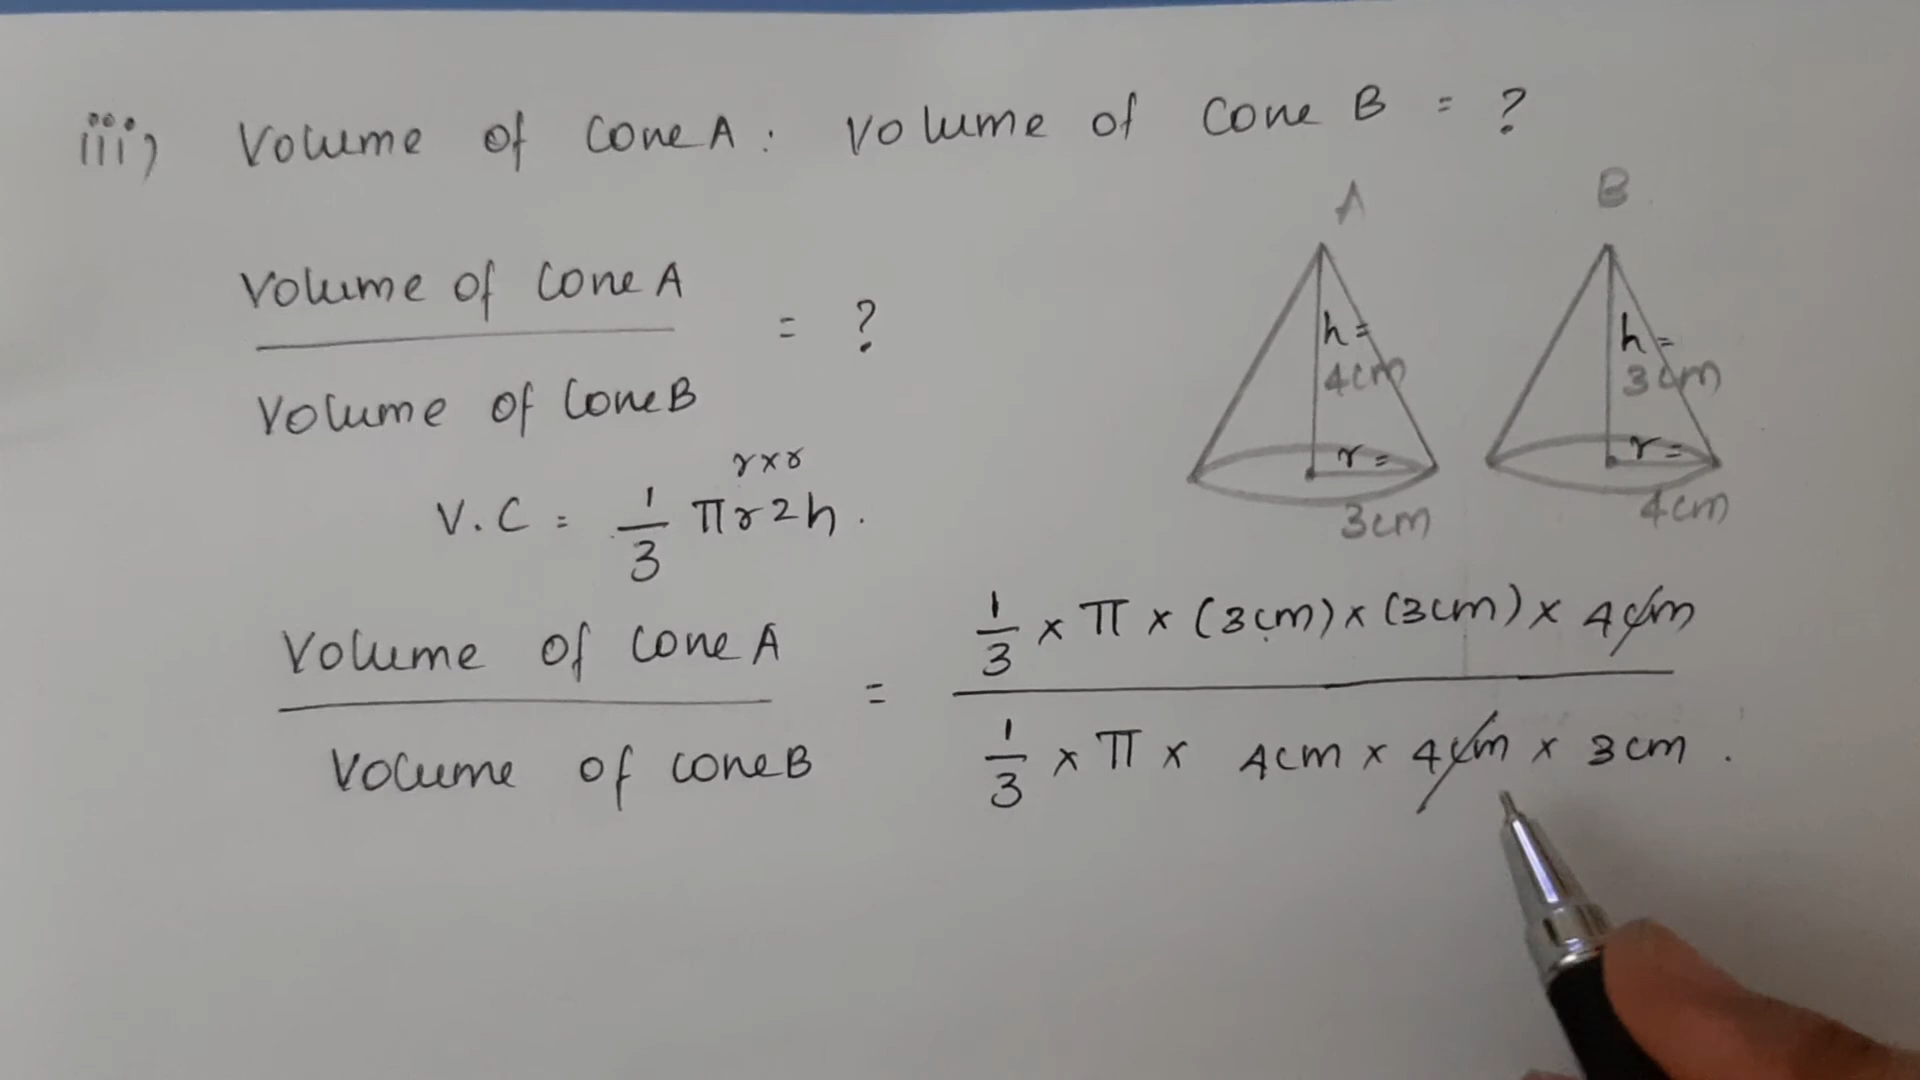 iii, Volume of Cone A : Volume of Cone B = ?
A B
Volume of Cone A
= ?
Volume of Cone B
h=
4cm
h=
3cm
r=
3cm
r=
4cm
r×r
V.C = 1/3 πr2h.
Volume of Cone A
=
Volume of cone B
1/3 × π × (3cm) × (3cm) × 4cm
1/3 × π × 4cm × 4cm × 3cm.